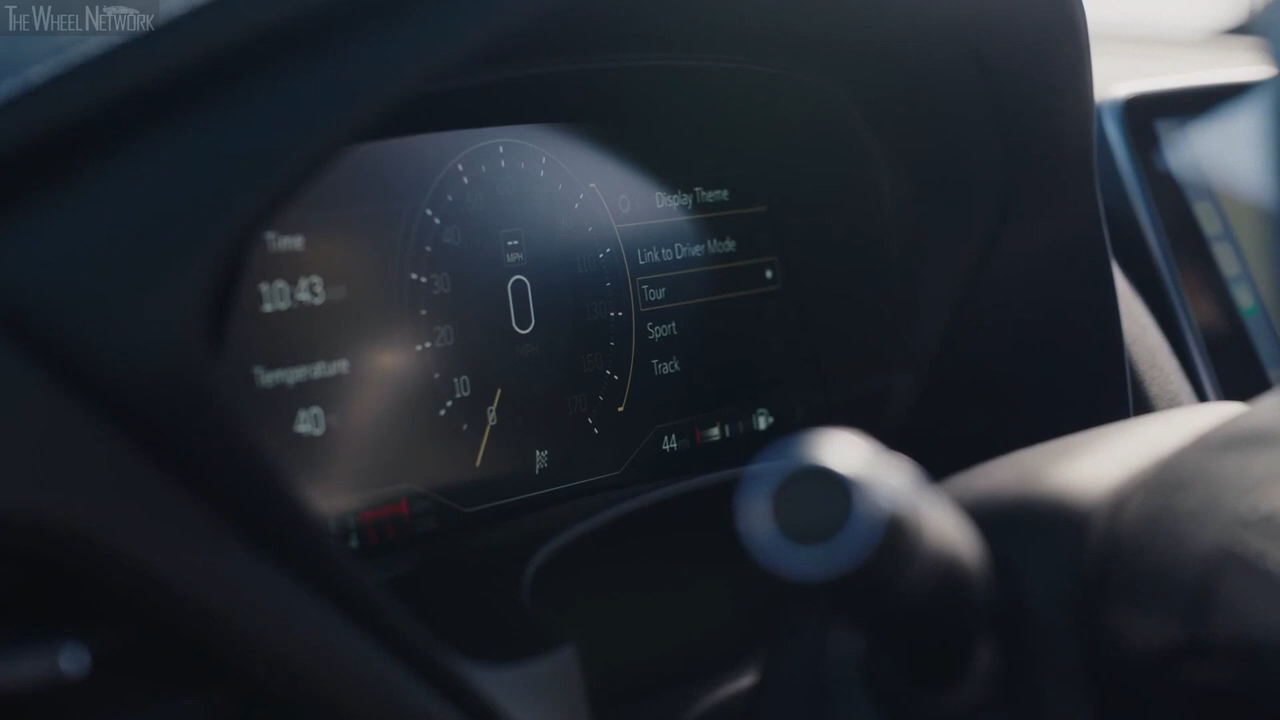 THE WHEEL NETWORK
Time
10:43
Temperature
40
10
20
30
40
50
0
MPH
0
MPH
110
130
150
170
Display Theme
Link to Driver Mode
Tour
Sport
Track
44